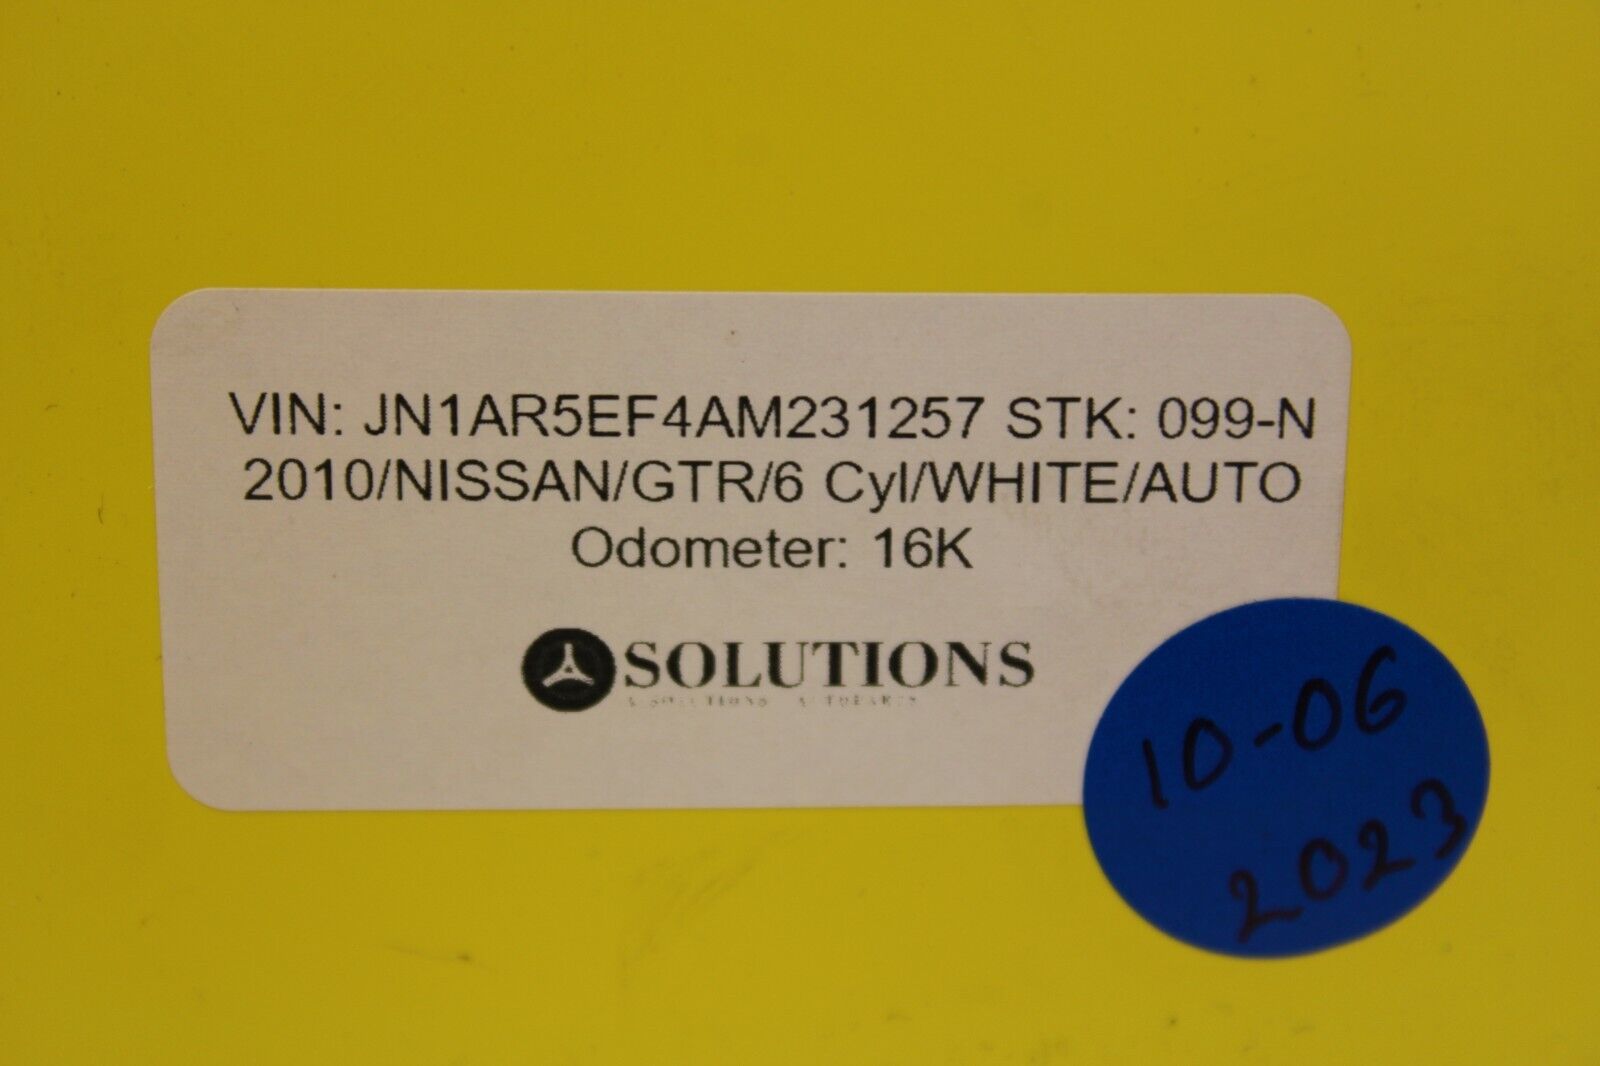 VIN: JN1AR5EF4AM231257 STK: 099-N
2010/NISSAN/GTR/6 Cyl/WHITE/AUTO
Odometer: 16K
SOLUTIONS
10-06
2023